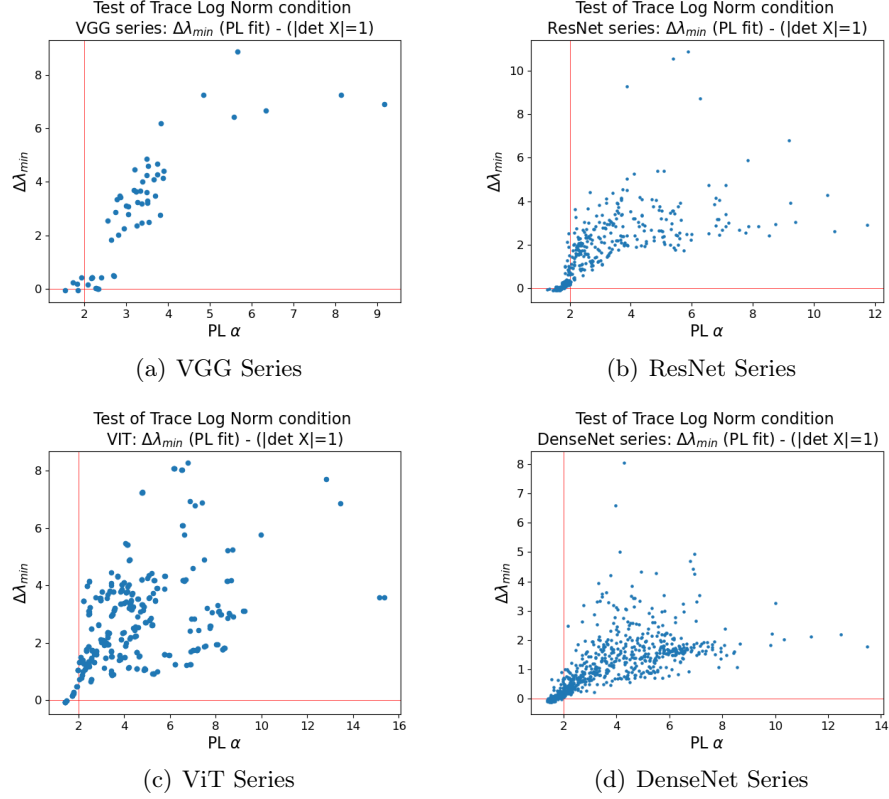 Test of Trace Log Norm condition
VGG series: Δλmin (PL fit) - (|det X|=1)
8
6
4
2
0
Δλmin
2 3 4 5 6 7 8 9
PL α
(a) VGG Series
Test of Trace Log Norm condition
ResNet series: Δλmin (PL fit) - (|det X|=1)
10
8
6
4
2
0
Δλmin
2 4 6 8 10 12
PL α
(b) ResNet Series
Test of Trace Log Norm condition
VIT: Δλmin (PL fit) - (|det X|=1)
8
6
4
2
0
Δλmin
2 4 6 8 10 12 14 16
PL α
(c) ViT Series
Test of Trace Log Norm condition
DenseNet series: Δλmin (PL fit) - (|det X|=1)
8
7
6
5
4
3
2
1
0
Δλmin
2 4 6 8 10 12 14
PL α
(d) DenseNet Series